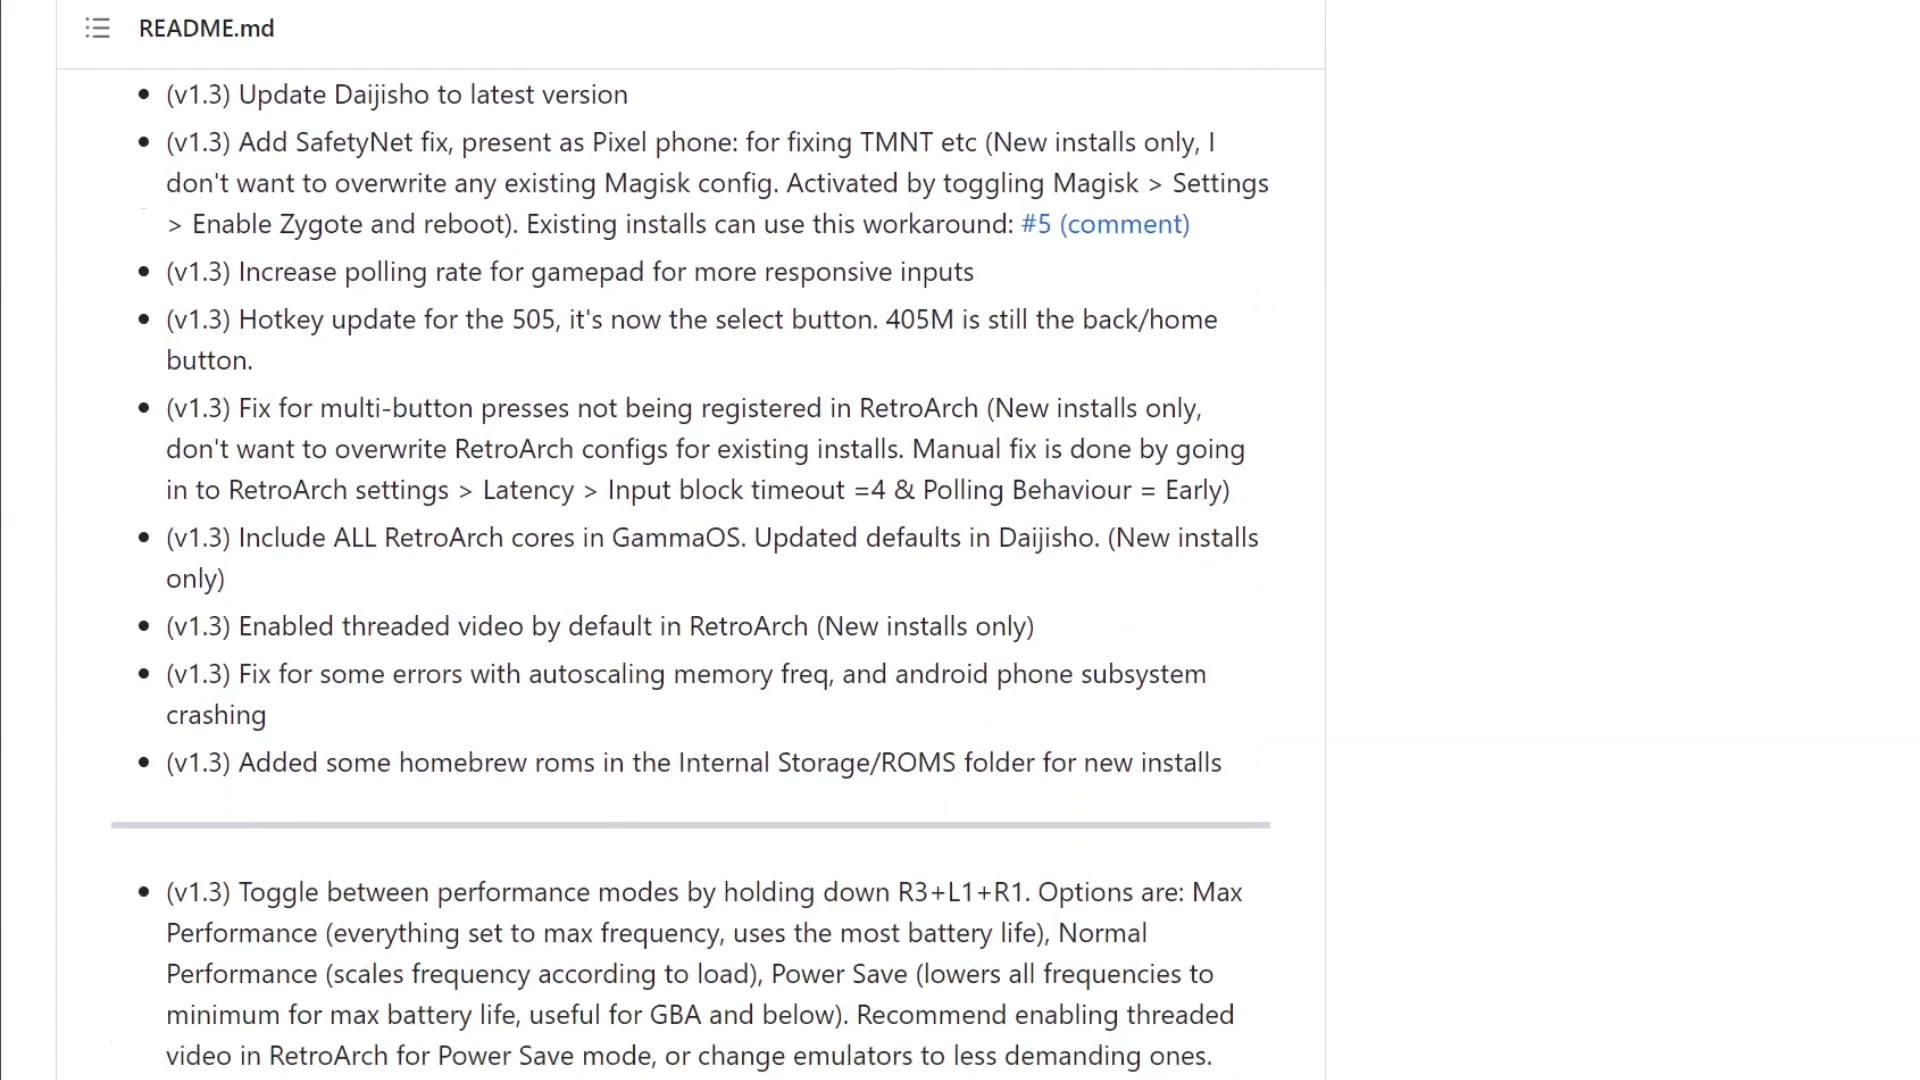 README.md
• (v1.3) Update Daijisho to latest version
• (v1.3) Add SafetyNet fix, present as Pixel phone: for fixing TMNT etc (New installs only, I
don't want to overwrite any existing Magisk config. Activated by toggling Magisk > Settings
> Enable Zygote and reboot). Existing installs can use this workaround: #5 (comment)
• (v1.3) Increase polling rate for gamepad for more responsive inputs
• (v1.3) Hotkey update for the 505, it's now the select button. 405M is still the back/home
button.
• (v1.3) Fix for multi-button presses not being registered in RetroArch (New installs only,
don't want to overwrite RetroArch configs for existing installs. Manual fix is done by going
in to RetroArch settings > Latency > Input block timeout =4 & Polling Behaviour = Early)
• (v1.3) Include ALL RetroArch cores in GammaOS. Updated defaults in Daijisho. (New installs
only)
• (v1.3) Enabled threaded video by default in RetroArch (New installs only)
• (v1.3) Fix for some errors with autoscaling memory freq, and android phone subsystem
crashing
• (v1.3) Added some homebrew roms in the Internal Storage/ROMS folder for new installs
• (v1.3) Toggle between performance modes by holding down R3+L1+R1. Options are: Max
Performance (everything set to max frequency, uses the most battery life), Normal
Performance (scales frequency according to load), Power Save (lowers all frequencies to
minimum for max battery life, useful for GBA and below). Recommend enabling threaded
video in RetroArch for Power Save mode, or change emulators to less demanding ones.